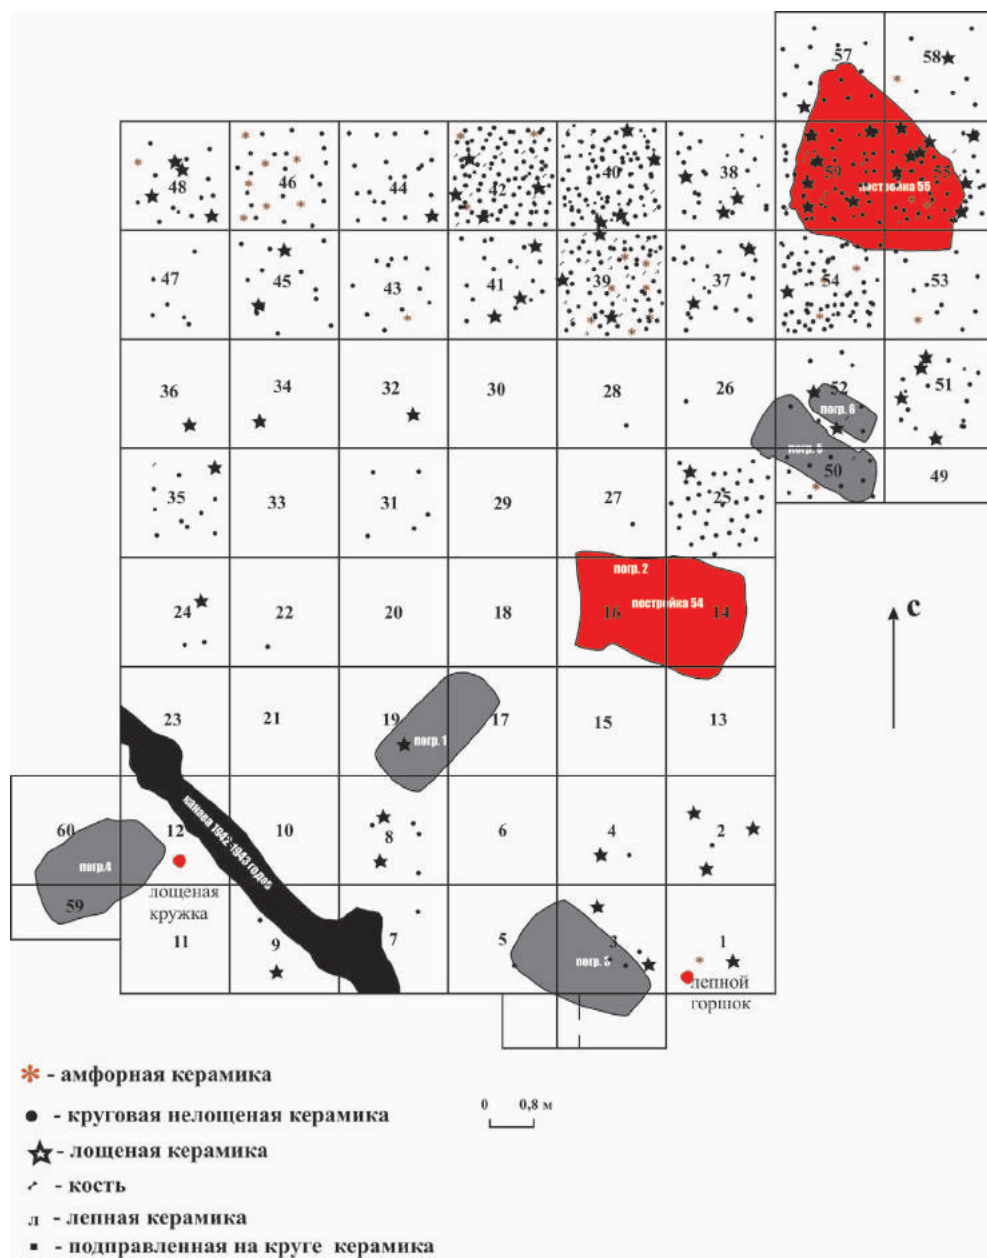 57 58
48 46 44 42 40 38 59 55
постройка 55
47 45 43 41 39 37 54 53
36 34 32 30 28 26 52 51
погр. 6
погр. 5
35 33 31 29 27 25 50 49
погр. 2
постройка 54
24 22 20 18 16 14
с
23 21 19 17 15 13
погр. 1
канава 1942-1943 годов
60 12 10 8 6 4 2
погр.4
59
лощеная
кружка
11 9 7 5 3 1
погр. 3
лепной
горшок
- амфорная керамика
- круговая нелощеная керамика
- лощеная керамика
- кость
л - лепная керамика
- подправленная на круге керамика
0 0,8 м